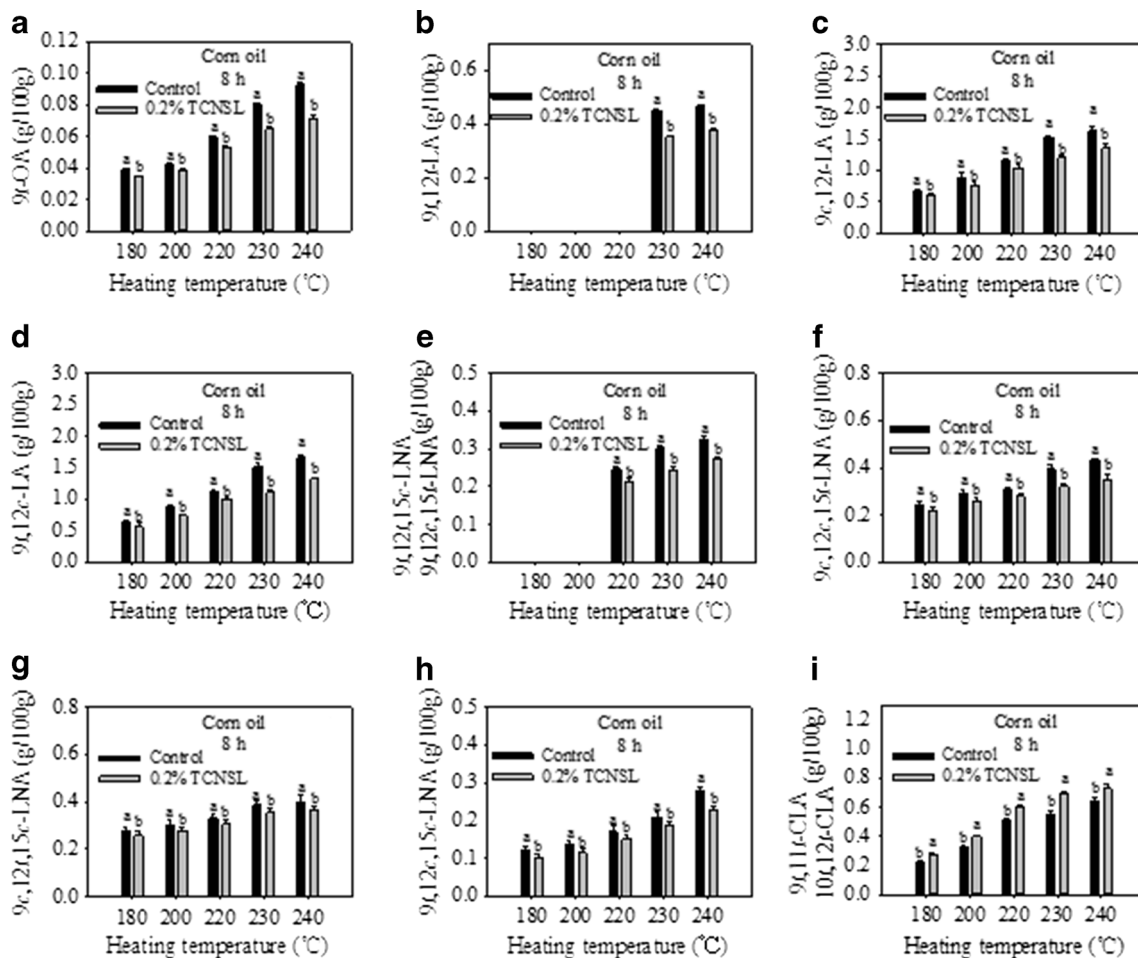 a
0.12
0.10
0.08
0.06
0.04
0.02
0.00
9t-OA (g/100g)
Corn oil
8 h
Control
0.2% TCNSL
a b a b a b a b a b
180 200 220 230 240
Heating temperature (℃)
b
0.6
0.4
0.2
0.0
9t,12t-LA (g/100g)
Corn oil
8 h
Control
0.2% TCNSL
a b a b
180 200 220 230 240
Heating temperature (℃)
c
3.0
2.5
2.0
1.5
1.0
0.5
0.0
9c,12t-LA (g/100g)
Corn oil
8 h
Control
0.2% TCNSL
a b a b a b a b a b
180 200 220 230 240
Heating temperature (℃)
d
3.0
2.5
2.0
1.5
1.0
0.5
0.0
9t,12c-LA (g/100g)
Corn oil
8 h
Control
0.2% TCNSL
a b a b a b a b a b
180 200 220 230 240
Heating temperature (℃)
e
0.5
0.4
0.3
0.2
0.1
0.0
9t,12t,15c-LNA (g/100g)
9t,12c,15t-LNA
Corn oil
8 h
Control
0.2% TCNSL
a b a b a b
180 200 220 230 240
Heating temperature (℃)
f
0.8
0.6
0.4
0.2
0.0
9c,12c,15t-LNA (g/100g)
Corn oil
8 h
Control
0.2% TCNSL
a b a b a b a b a b
180 200 220 230 240
Heating temperature (℃)
g
0.8
0.6
0.4
0.2
0.0
9c,12t,15c-LNA (g/100g)
Corn oil
8 h
Control
0.2% TCNSL
a b a b a b a b a b
180 200 220 230 240
Heating temperature (℃)
h
0.5
0.4
0.3
0.2
0.1
0.0
9t,12c,15c-LNA (g/100g)
Corn oil
8 h
Control
0.2% TCNSL
a b a b a b a b a b
180 200 220 230 240
Heating temperature (℃)
i
1.2
1.0
0.8
0.6
0.4
0.2
0.0
9t,11t-CLA (g/100g)
10t,12t-CLA
Corn oil
8 h
Control
0.2% TCNSL
b a b a b a b a b a
180 200 220 230 240
Heating temperature (℃)